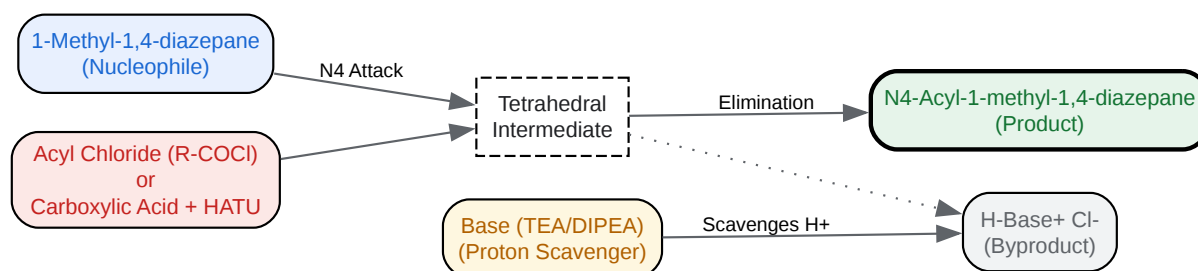 1-Methyl-1,4-diazepane
(Nucleophile)
N4 Attack
Acyl Chloride (R-COCl)
or
Carboxylic Acid + HATU
Tetrahedral
Intermediate
Elimination
N4-Acyl-1-methyl-1,4-diazepane
(Product)
Base (TEA/DIPEA)
(Proton Scavenger)
Scavenges H+
H-Base+ Cl-
(Byproduct)